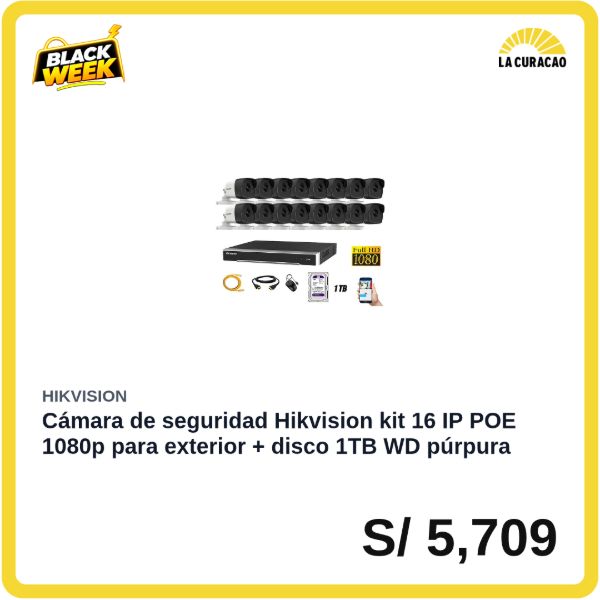 BLACK
WEEK
LA CURACAO
Full HD
1080
1TB
HIKVISION
Cámara de seguridad Hikvision kit 16 IP POE
1080p para exterior + disco 1TB WD púrpura
S/ 5,709